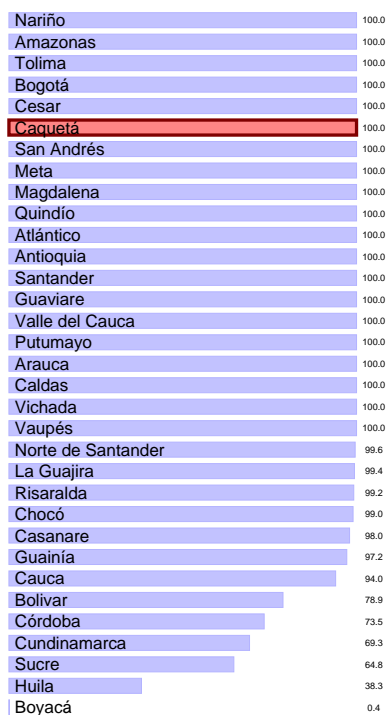 Nariño 100.0
Amazonas 100.0
Tolima 100.0
Bogotá 100.0
Cesar 100.0
Caquetá 100.0
San Andrés 100.0
Meta 100.0
Magdalena 100.0
Quindío 100.0
Atlántico 100.0
Antioquia 100.0
Santander 100.0
Guaviare 100.0
Valle del Cauca 100.0
Putumayo 100.0
Arauca 100.0
Caldas 100.0
Vichada 100.0
Vaupés 100.0
Norte de Santander 99.6
La Guajira 99.4
Risaralda 99.2
Chocó 99.0
Casanare 98.0
Guainía 97.2
Cauca 94.0
Bolivar 78.9
Córdoba 73.5
Cundinamarca 69.3
Sucre 64.8
Huila 38.3
Boyacá 0.4